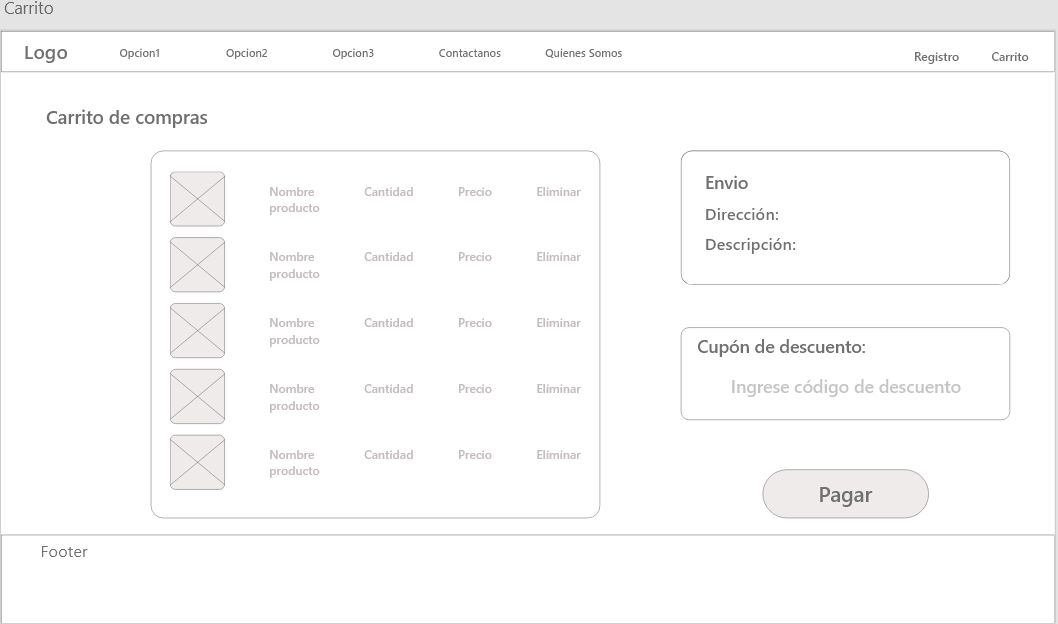 Carrito
Logo Opcion1 Opcion2 Opcion3 Contactanos Quienes Somos Registro Carrito
Carrito de compras
Nombre producto Cantidad Precio Eliminar
Nombre producto Cantidad Precio Eliminar
Nombre producto Cantidad Precio Eliminar
Nombre producto Cantidad Precio Eliminar
Nombre producto Cantidad Precio Eliminar
Envio
Dirección:
Descripción:
Cupón de descuento:
Ingrese código de descuento
Pagar
Footer